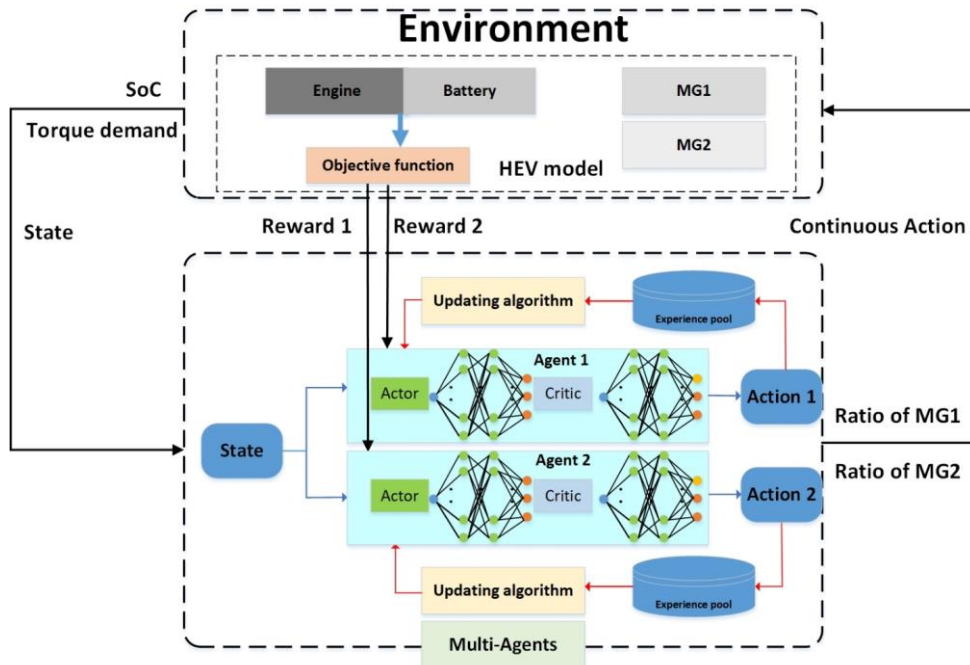 Environment
SoC
Engine
Battery
MG1
Torque demand
MG2
Objective function
HEV model
State
Reward 1
Reward 2
Continuous Action
Updating algorithm
Experience pool
Agent 1
Actor
Critic
Action 1
Ratio of MG1
State
Agent 2
Ratio of MG2
Actor
Critic
Action 2
Updating algorithm
Experience pool
Multi-Agents